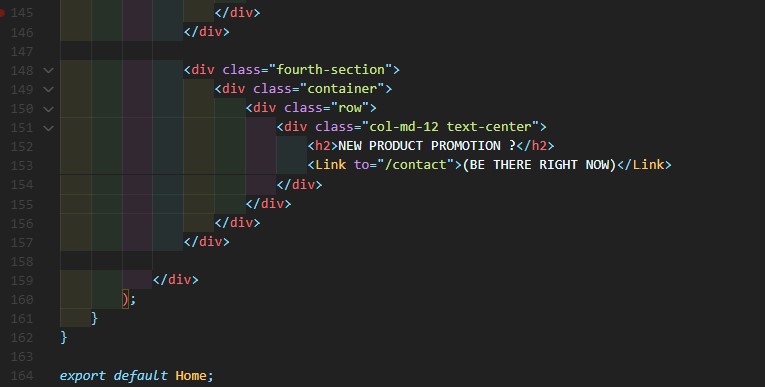 145 </div>
146 </div>
147
148 <div class="fourth-section">
149 <div class="container">
150 <div class="row">
151 <div class="col-md-12 text-center">
152 <h2>NEW PRODUCT PROMOTION ?</h2>
153 <Link to="/contact">(BE THERE RIGHT NOW)</Link>
154 </div>
155 </div>
156 </div>
157 </div>
158
159 </div>
160 );
161 }
162 }
163
164 export default Home;